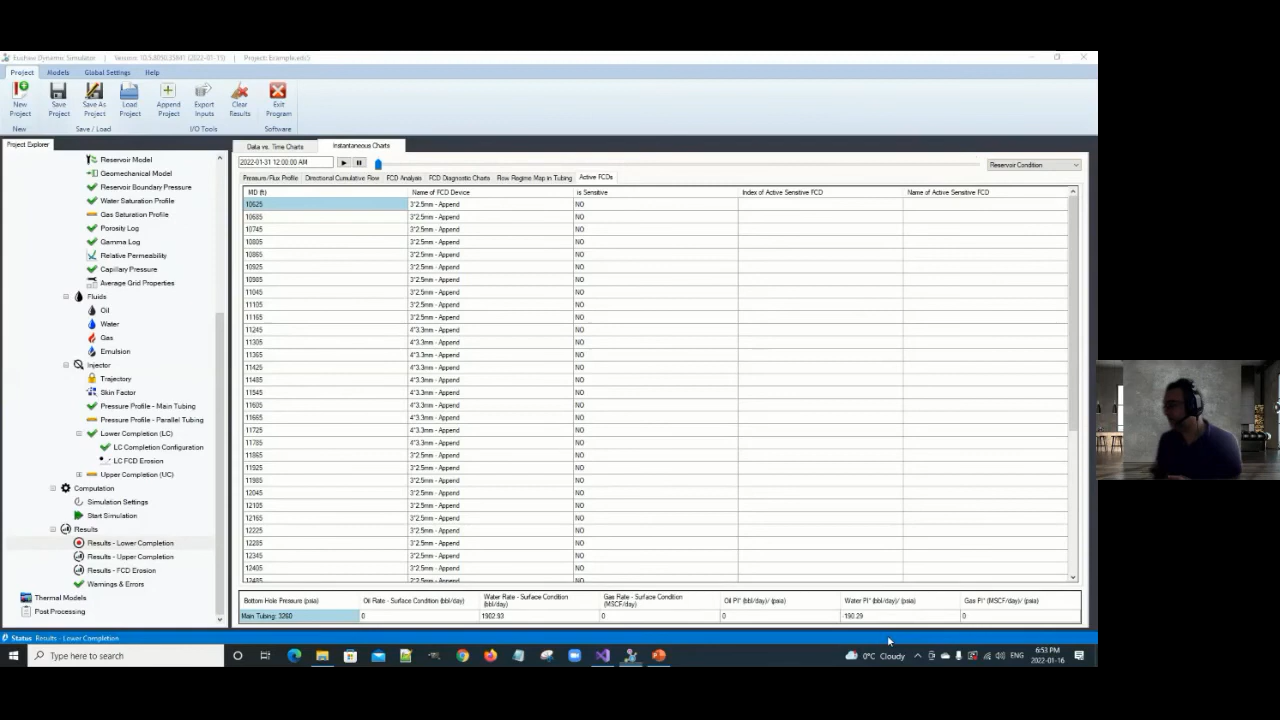 Ecoflow Dynamic Simulator | Session: 10.5.8050.35841 (2022-01-15) | Project: Example.edcl
Project Models Global Settings Help
New Project
Save Project
Save As Project
Load Project
Append Project
Export Inputs
Clear Results
Exit Program
New Save / Load I/O Tools Software
Project Explorer
Reservoir Model
Geomechanical Model
Reservoir Boundary Pressure
Water Saturation Profile
Gas Saturation Profile
Porosity Log
Gamma Log
Relative Permeability
Capillary Pressure
Average Grid Properties
Fluids
Oil
Water
Gas
Emulsion
Injector
Trajectory
Skin Factor
Pressure Profile - Main Tubing
Pressure Profile - Parallel Tubing
Lower Completion (LC)
LC Completion Configuration
LC FCD Erosion
Upper Completion (UC)
Computation
Simulation Settings
Start Simulation
Results
Results - Lower Completion
Results - Upper Completion
Results - FCD Erosion
Warnings & Errors
Thermal Models
Post Processing
Data vs. Time Charts Instantaneous Charts
2022-01-31 12:00:00 AM
Reservoir Condition
Pressure/Flux Profile Directional Cumulative Flow FCD Analysis FCD Diagnostic Charts Flow Regime Map in Tubing Active FCDs
MD (ft) Name of FCD Device is Sensitive Index of Active Sensitive FCD Name of Active Sensitive FCD
10625 3*2.5mm - Append NO
10685 3*2.5mm - Append NO
10745 3*2.5mm - Append NO
10805 3*2.5mm - Append NO
10865 3*2.5mm - Append NO
10925 3*2.5mm - Append NO
10985 3*2.5mm - Append NO
11045 3*2.5mm - Append NO
11105 3*2.5mm - Append NO
11165 3*2.5mm - Append NO
11245 4*3.3mm - Append NO
11305 4*3.3mm - Append NO
11365 4*3.3mm - Append NO
11425 4*3.3mm - Append NO
11485 4*3.3mm - Append NO
11545 4*3.3mm - Append NO
11605 4*3.3mm - Append NO
11665 4*3.3mm - Append NO
11725 4*3.3mm - Append NO
11785 4*3.3mm - Append NO
11865 3*2.5mm - Append NO
11925 3*2.5mm - Append NO
11985 3*2.5mm - Append NO
12045 3*2.5mm - Append NO
12105 3*2.5mm - Append NO
12165 3*2.5mm - Append NO
12225 3*2.5mm - Append NO
12285 3*2.5mm - Append NO
12345 3*2.5mm - Append NO
12405 3*2.5mm - Append NO
12485 3*2.5mm - Append NO
Bottom Hole Pressure (psia) Oil Rate - Surface Condition (bbl/day) Water Rate - Surface Condition (bbl/day) Gas Rate - Surface Condition (MSCF/day) Oil PI* (bbl/day)/ (psia) Water PI* (bbl/day)/ (psia) Gas PI* (MSCF/day)/ (psia)
Main Tubing: 3260 0 1902.93 0 0 190.29 0
Status Results - Lower Completion
Type here to search
0°C Cloudy
ENG
6:53 PM
2022-01-16